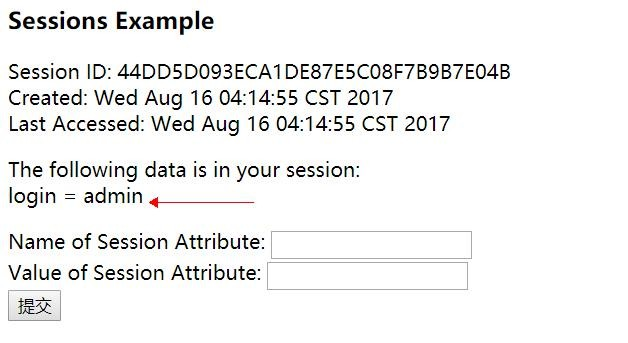 Sessions Example
Session ID: 44DD5D093ECA1DE87E5C08F7B9B7E04B
Created: Wed Aug 16 04:14:55 CST 2017
Last Accessed: Wed Aug 16 04:14:55 CST 2017
The following data is in your session:
login = admin
Name of Session Attribute:
Value of Session Attribute:
提交